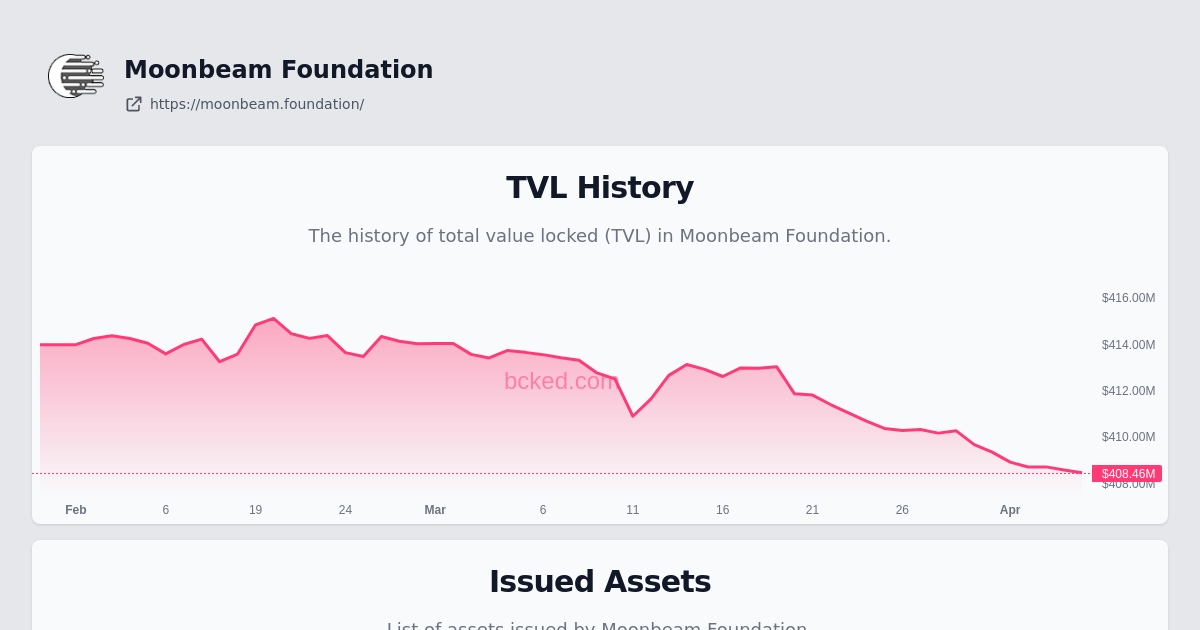 Moonbeam Foundation
https://moonbeam.foundation/
TVL History
The history of total value locked (TVL) in Moonbeam Foundation.
$416.00M
$414.00M
bcked.com
$412.00M
$410.00M
$408.46M
$408.00M
Feb 6 19 24 Mar 6 11 16 21 26 Apr
Issued Assets
List of assets issued by Moonbeam Foundation.